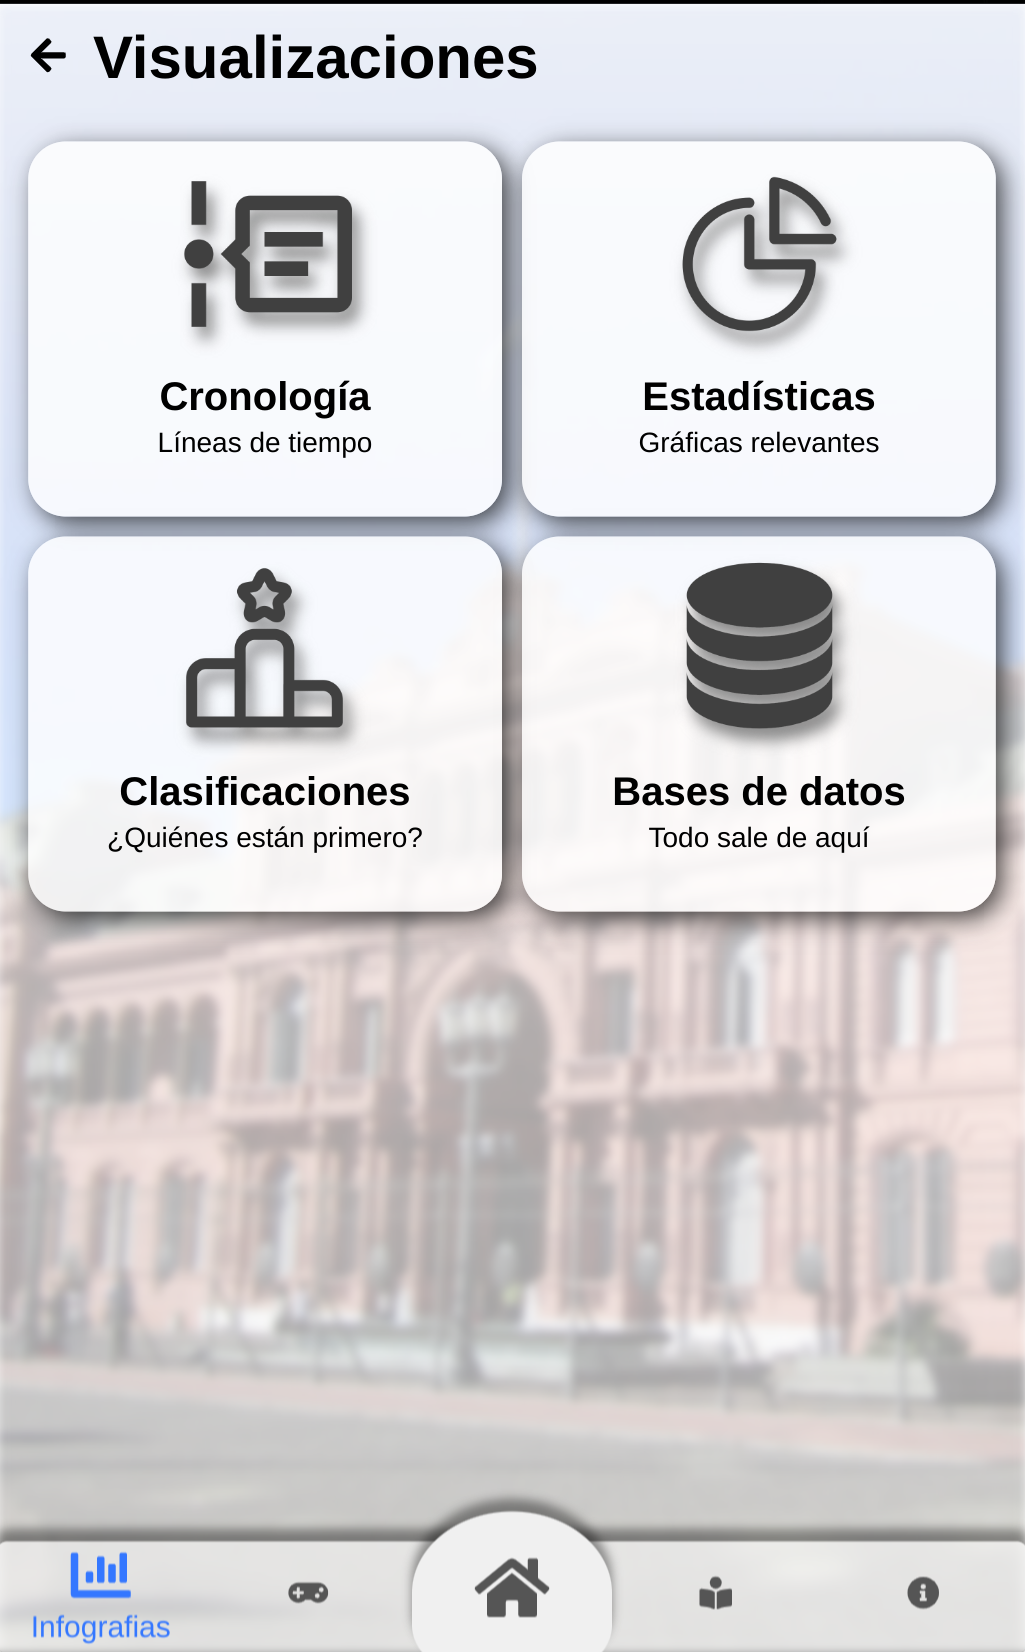 Visualizaciones
Cronología
Líneas de tiempo
Estadísticas
Gráficas relevantes
Clasificaciones
¿Quiénes están primero?
Bases de datos
Todo sale de aquí
Infografias